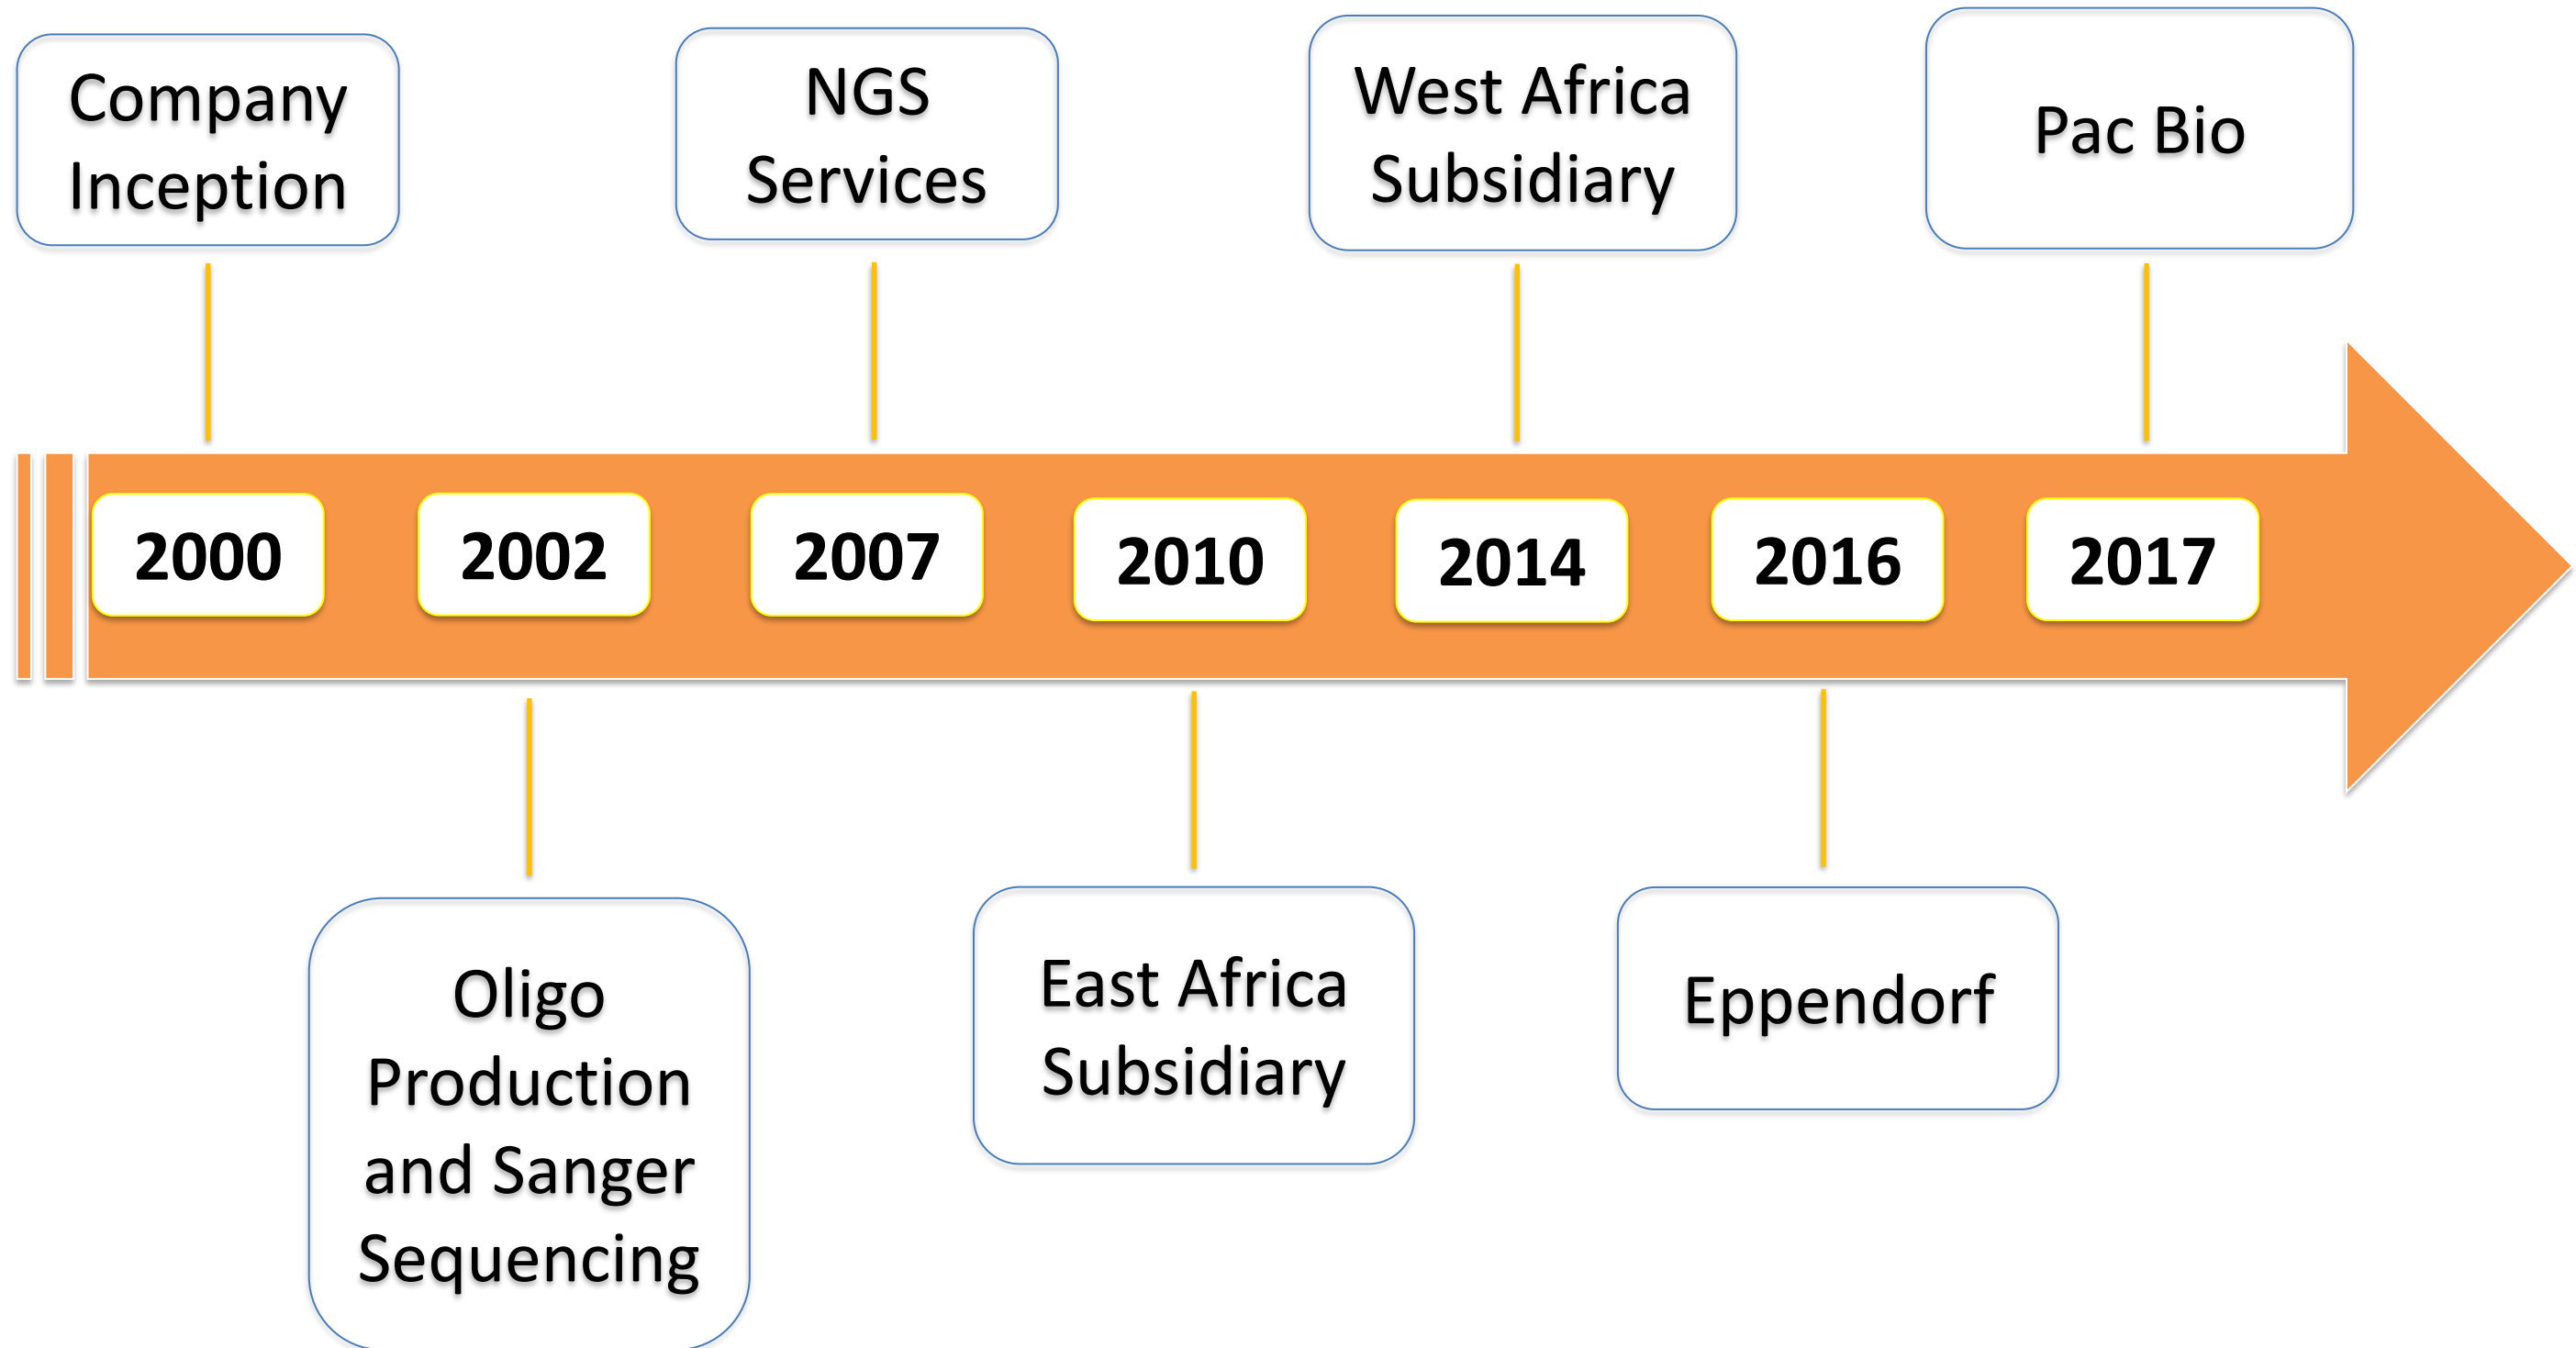 Company
Inception
NGS
Services
West Africa
Subsidiary
Pac Bio
2000
2002
2007
2010
2014
2016
2017
Oligo
Production
and Sanger
Sequencing
East Africa
Subsidiary
Eppendorf